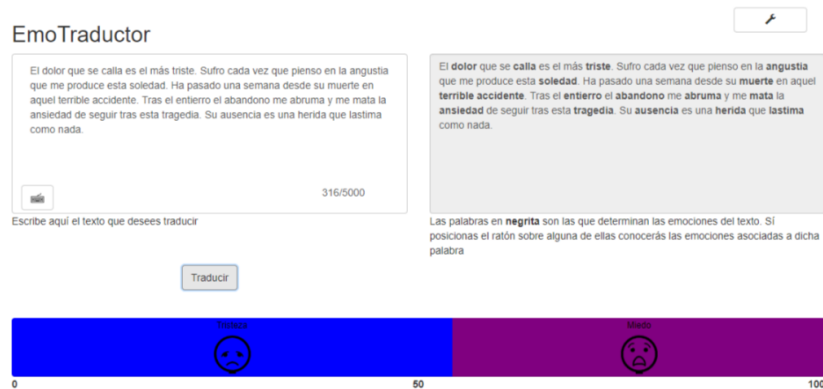 EmoTraductor
El dolor que se calla es el más triste. Sufro cada vez que pienso en la angustia
que me produce esta soledad. Ha pasado una semana desde su muerte en
aquel terrible accidente. Tras el entierro el abandono me abruma y me mata la
ansiedad de seguir tras esta tragedia. Su ausencia es una herida que lastima
como nada.
316/5000
Escribe aquí el texto que desees traducir
El dolor que se calla es el más triste. Sufro cada vez que pienso en la angustia
que me produce esta soledad. Ha pasado una semana desde su muerte en aquel
terrible accidente. Tras el entierro el abandono me abruma y me mata la
ansiedad de seguir tras esta tragedia. Su ausencia es una herida que lastima
como nada.
Las palabras en negrita son las que determinan las emociones del texto. Sí
posicionas el ratón sobre alguna de ellas conocerás las emociones asociadas a dicha
palabra
Traducir
Tristeza
Miedo
0
50
100